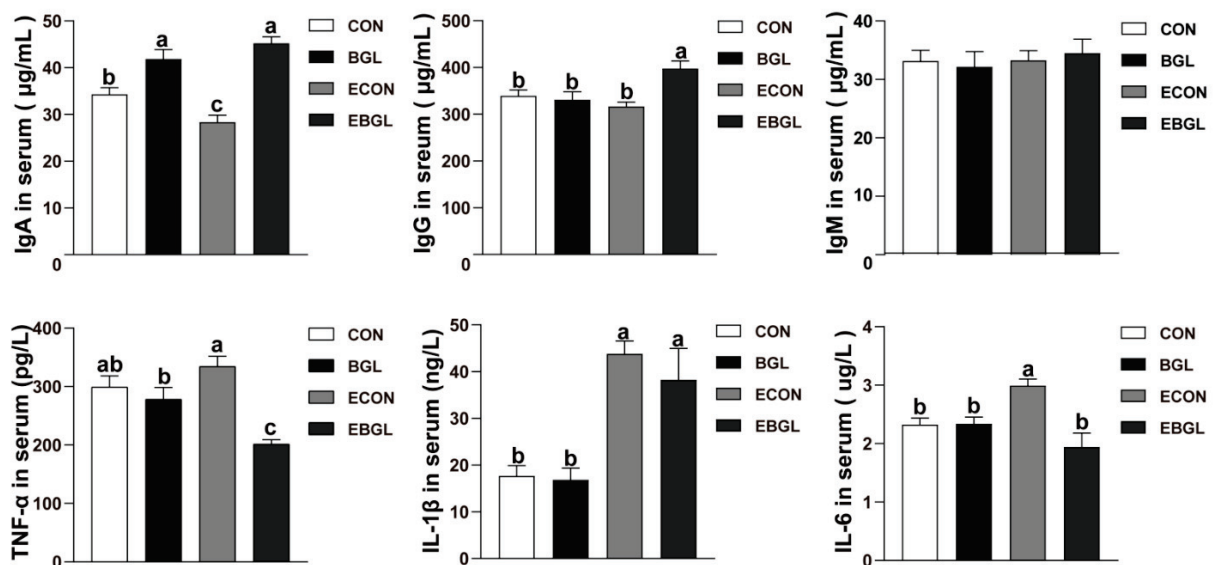 IgA in serum ( μg/mL)
50
40
30
20
10
0
b
a
c
a
CON
BGL
ECON
EBGL
IgG in sreum ( μg/mL)
500
400
300
200
100
0
b
b
b
a
CON
BGL
ECON
EBGL
IgM in serum ( μg/mL)
40
30
20
10
0
CON
BGL
ECON
EBGL
TNF-α in serum (pg/L)
400
300
200
100
0
ab
b
a
c
CON
BGL
ECON
EBGL
IL-1β in serum (ng/L)
50
40
30
20
10
0
b
b
a
a
CON
BGL
ECON
EBGL
IL-6 in serum ( ug/L)
4
3
2
1
0
b
b
a
b
CON
BGL
ECON
EBGL